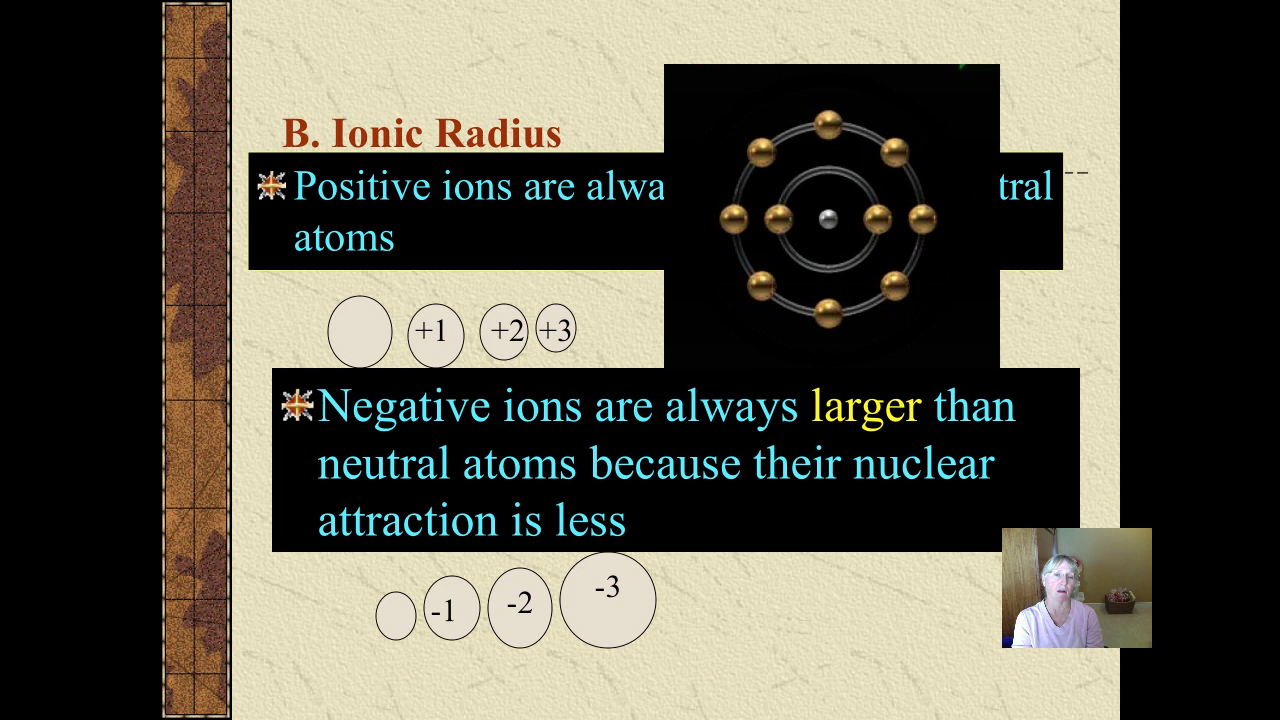 B. Ionic Radius
Positive ions are alwa tral
atoms
+1 +2 +3
Negative ions are always larger than
neutral atoms because their nuclear
attraction is less
-1 -2 -3